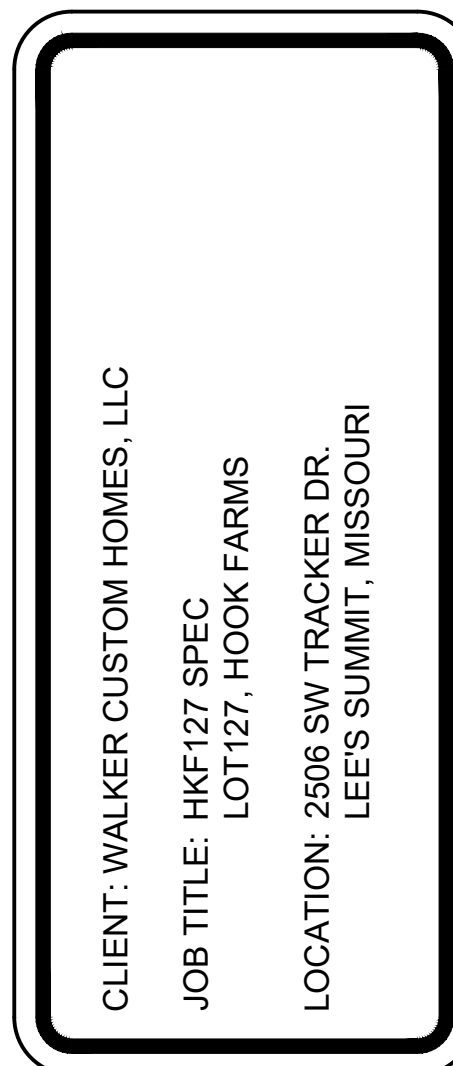 CLIENT: WALKER CUSTOM HOMES, LLC
JOB TITLE: HKF127 SPEC
LOT127, HOOK FARMS
LOCATION: 2506 SW TRACKER DR.
LEE'S SUMMIT, MISSOURI